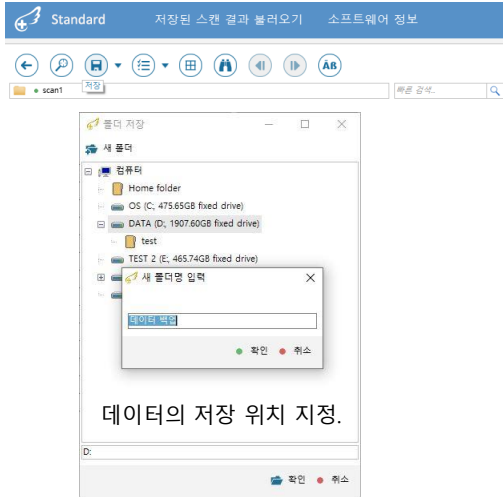 Standard 저장된 스캔 결과 불러오기 소프트웨어 정보
ÄB
scan1 저장 빠른 검색...
폴더 저장
새 폴더
컴퓨터
Home folder
OS (C:, 475.65GB fixed drive)
DATA (D:, 1907.60GB fixed drive)
test
TEST 2 (E:, 465.74GB fixed drive)
새 폴더명 입력
데이터 백업
확인 취소
데이터의 저장 위치 지정.
D:
확인 취소